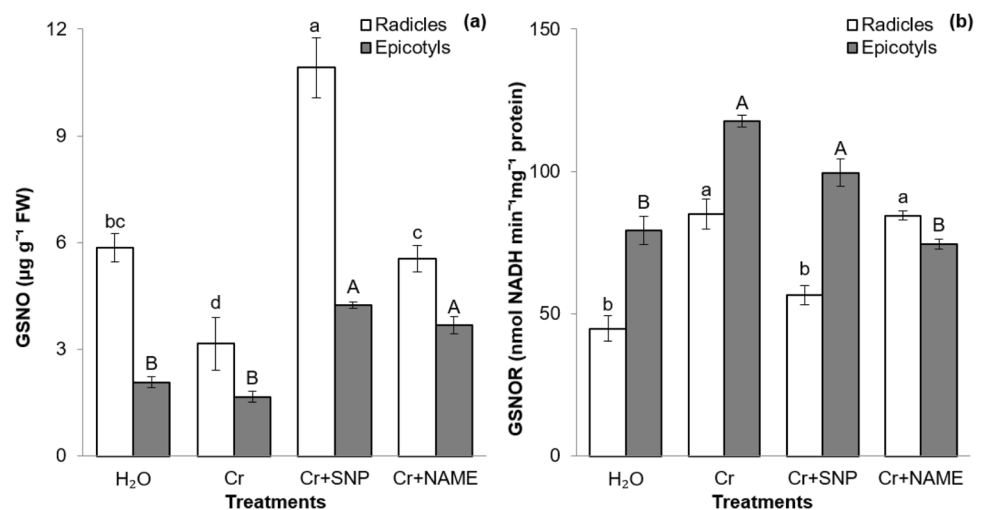 (a)
Radicles
Epicotyls
GSNO (µg g⁻¹ FW)
12
9
6
3
0
bc
B
d
B
a
A
c
A
H₂O Cr Cr+SNP Cr+NAME
Treatments
(b)
Radicles
Epicotyls
GSNOR (nmol NADH min⁻¹mg⁻¹ protein)
150
100
50
0
b
B
a
A
b
A
a
B
H₂O Cr Cr+SNP Cr+NAME
Treatments